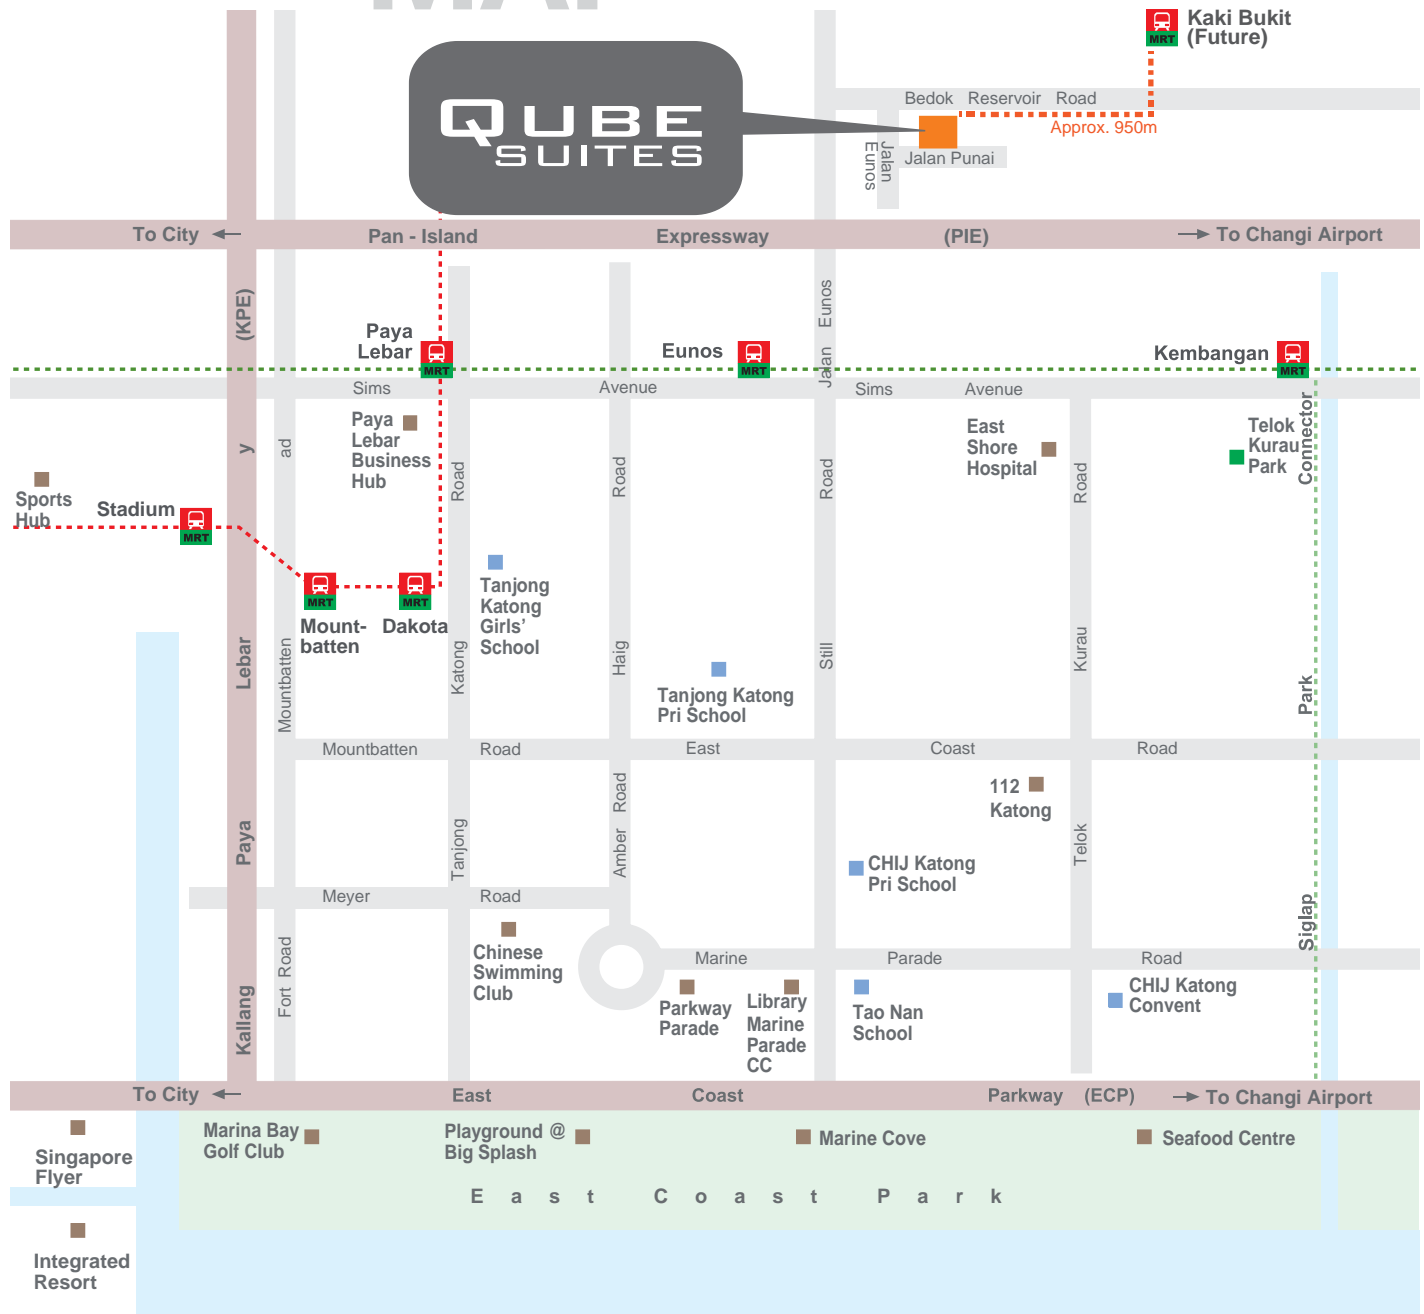 MAP
Kaki Bukit
(Future)
MRT
QUBE
SUITES
Bedok Reservoir Road
Approx. 950m
Jalan Punai
Jalan
Eunos
To City
Pan - Island
Expressway
(PIE)
To Changi Airport
(KPE)
Jalan Eunos
Paya
Lebar
MRT
Eunos
MRT
Kembangan
MRT
Sims
Avenue
Sims
Avenue
Paya
Lebar
Business
Hub
East
Shore
Hospital
Telok
Kurau
Park
Connector
y
ad
Road
Road
Road
Road
Sports
Hub
Stadium
MRT
MRT
MRT
Mount-
batten
Dakota
Tanjong
Katong
Girls'
School
Tanjong Katong
Pri School
Lebar
Mountbatten
Katong
Haig
Still
Kurau
Park
Mountbatten
Road
East
Coast
Road
112
Katong
Paya
Tanjong
Amber Road
Telok
CHIJ Katong
Pri School
Meyer
Road
Siglap
Chinese
Swimming
Club
Marine
Parade
Road
Kallang
Fort Road
Parkway
Parade
Library
Marine
Parade
CC
Tao Nan
School
CHIJ Katong
Convent
To City
East
Coast
Parkway
(ECP)
To Changi Airport
Singapore
Flyer
Marina Bay
Golf Club
Playground @
Big Splash
Marine Cove
Seafood Centre
East Coast Park
Integrated
Resort